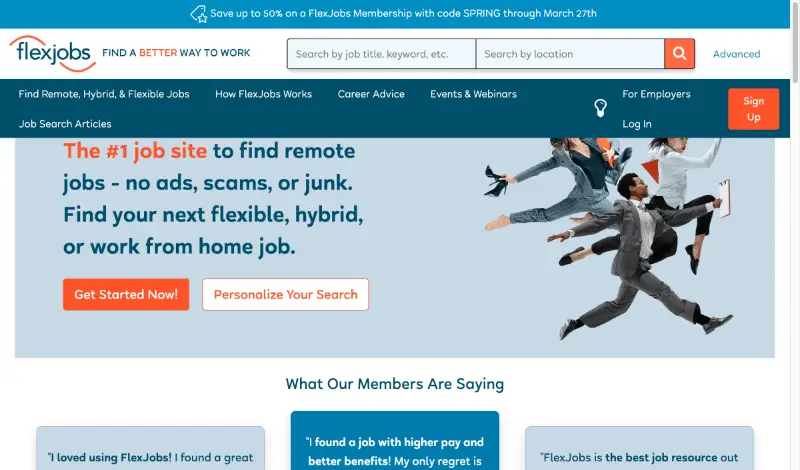 Save up to 50% on a FlexJobs Membership with code SPRING through March 27th
flexjobs
FIND A BETTER WAY TO WORK
Search by job title, keyword, etc.
Search by location
Advanced
Find Remote, Hybrid, & Flexible Jobs
How FlexJobs Works
Career Advice
Events & Webinars
For Employers
Sign
Up
Job Search Articles
Log In
The #1 job site to find remote
jobs - no ads, scams, or junk.
Find your next flexible, hybrid,
or work from home job.
Get Started Now!
Personalize Your Search
What Our Members Are Saying
"I loved using FlexJobs! I found a great
"I found a job with higher pay and
better benefits! My only regret is
"FlexJobs is the best job resource out